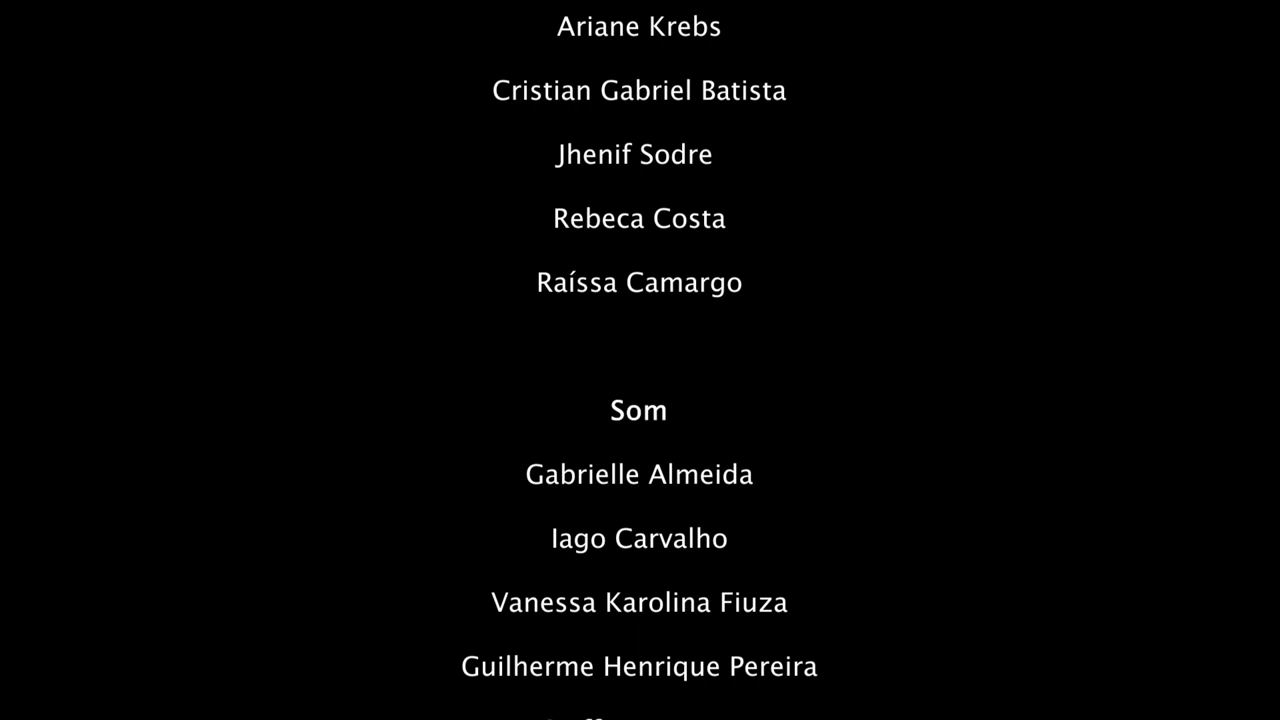 Ariane Krebs
Cristian Gabriel Batista
Jhenif Sodre
Rebeca Costa
Raíssa Camargo
Som
Gabrielle Almeida
Iago Carvalho
Vanessa Karolina Fiuza
Guilherme Henrique Pereira